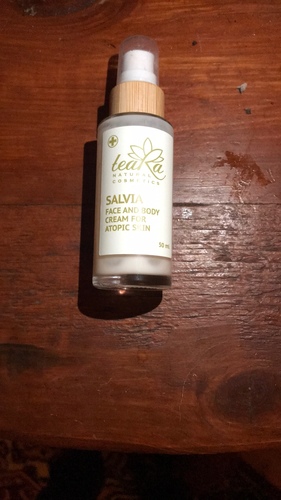 teaRa
NATURAL
COSMETICS
SALVIA
FACE AND BODY
CREAM FOR
ATOPIC SKIN
50 ml